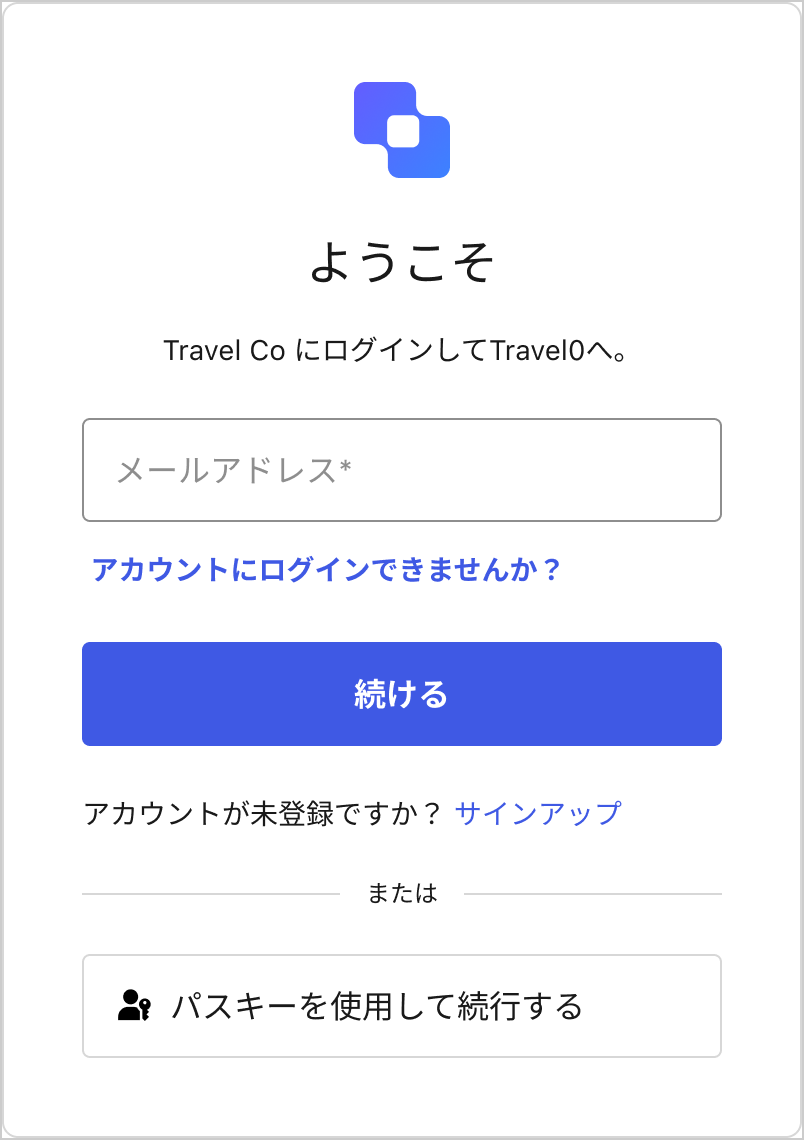 ようこそ
Travel Co にログインしてTravel0へ。
メールアドレス*
アカウントにログインできませんか？
続ける
アカウントが未登録ですか？ サインアップ
または
パスキーを使用して続行する